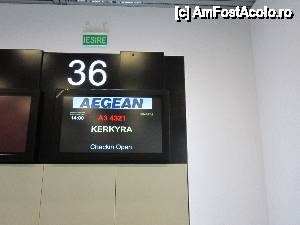 (c) AmFostAcolo.ro
IESIRE
36
AEGEAN
14:00
A3 4321
KERKYRA
Checkin Open